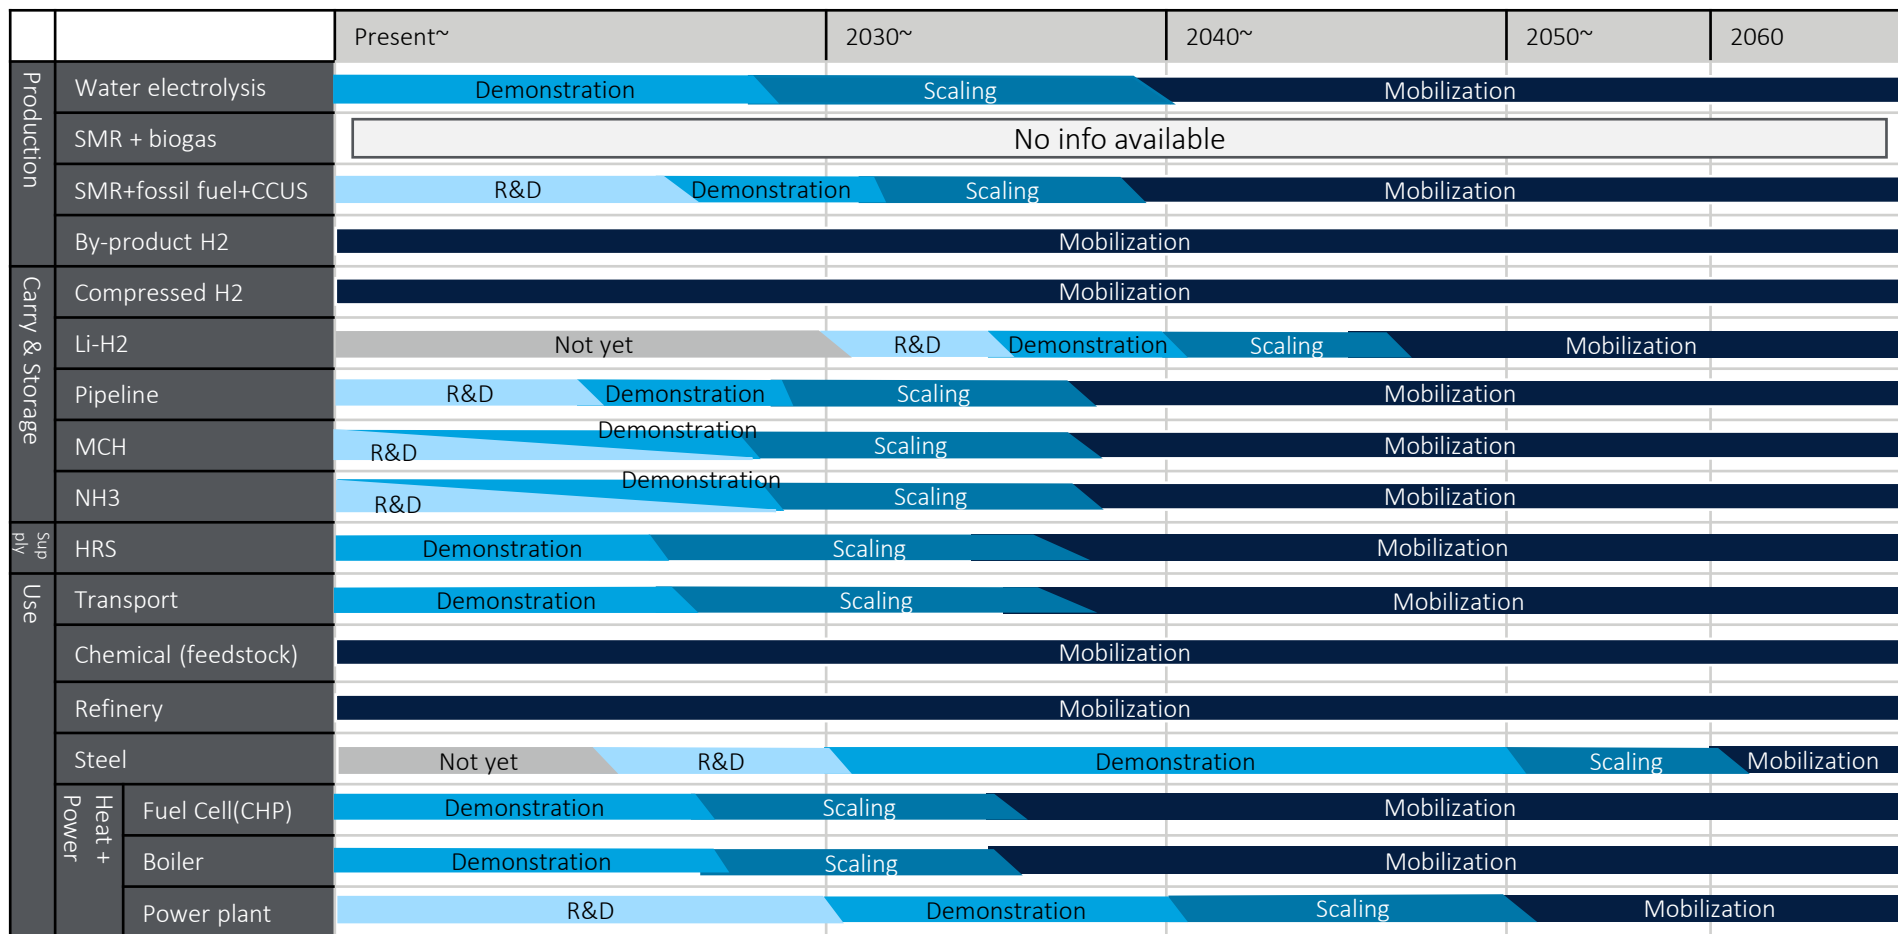 Present~ 2030~ 2040~ 2050~ 2060
Production
Water electrolysis Demonstration Scaling Mobilization
SMR + biogas No info available
SMR+fossil fuel+CCUS R&D Demonstration Scaling Mobilization
By-product H2 Mobilization
Carry & Storage
Compressed H2 Mobilization
Li-H2 Not yet R&D Demonstration Scaling Mobilization
Pipeline R&D Demonstration Scaling Mobilization
MCH R&D Demonstration Scaling Mobilization
NH3 R&D Demonstration Scaling Mobilization
Sup
ply
HRS Demonstration Scaling Mobilization
Use
Transport Demonstration Scaling Mobilization
Chemical (feedstock) Mobilization
Refinery Mobilization
Steel Not yet R&D Demonstration Scaling Mobilization
Heat +
Power
Fuel Cell(CHP) Demonstration Scaling Mobilization
Boiler Demonstration Scaling Mobilization
Power plant R&D Demonstration Scaling Mobilization